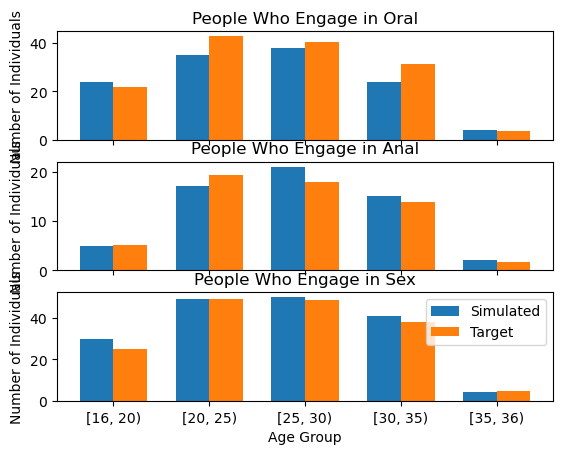 People Who Engage in Oral
Number of Individuals
40
20
0
People Who Engage in Anal
Number of Individuals
20
10
0
People Who Engage in Sex
Number of Individuals
40
20
0
Simulated
Target
[16, 20) [20, 25) [25, 30) [30, 35) [35, 36)
Age Group